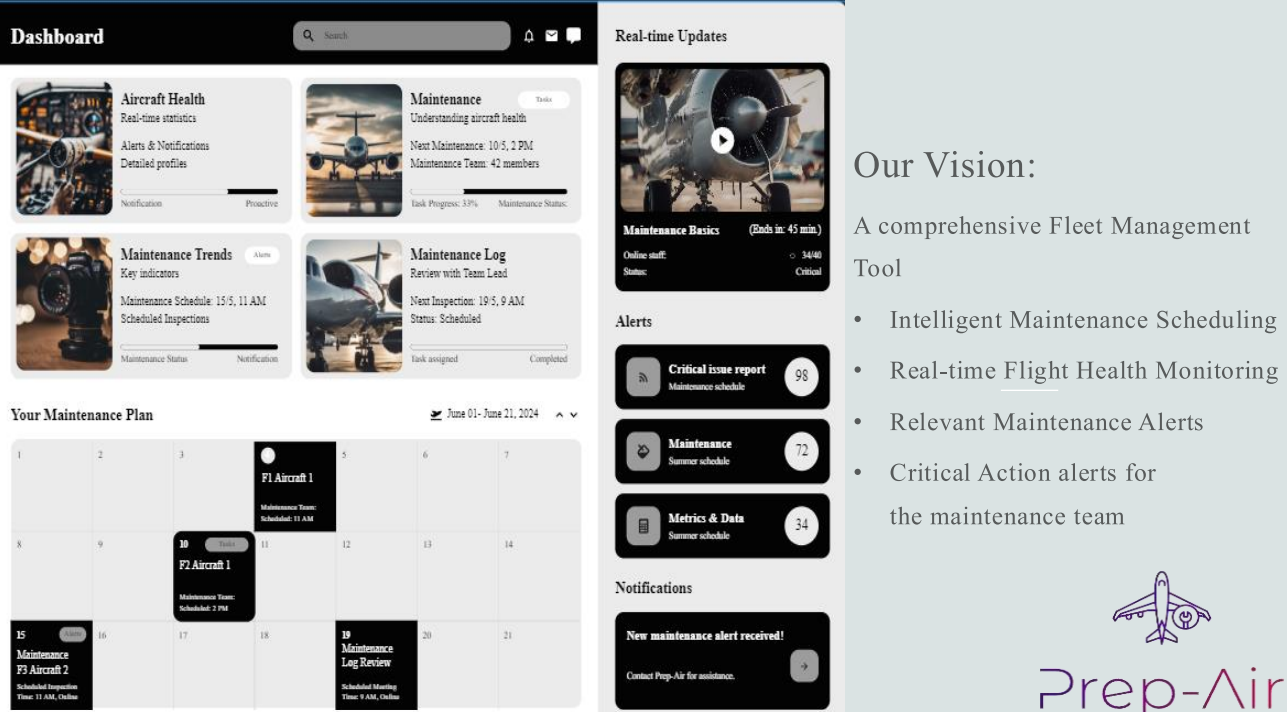 Dashboard
Search
Aircraft Health
Real-time statistics
Alerts & Notifications
Detailed profiles
Notification
Proactive
Maintenance
Tasks
Understanding aircraft health
Next Maintenance: 10/5, 2 PM
Maintenance Team: 42 members
Task Progress: 33%
Maintenance Status:
Maintenance Trends
Alerts
Key indicators
Maintenance Schedule: 15/5, 11 AM
Scheduled Inspections
Maintenance Status
Notification
Maintenance Log
Review with Team Lead
Next Inspection: 19/5, 9 AM
Status: Scheduled
Task assigned
Completed
Your Maintenance Plan
June 01- June 21, 2024
1
2
3
F1 Aircraft 1
Maintenance Team:
Scheduled: 11 AM
5
6
7
8
9
10
Tasks
F2 Aircraft 1
Maintenance Team:
Scheduled: 2 PM
11
12
13
14
15
Alerts
Maintenance
F3 Aircraft 2
Scheduled Inspection
Time: 11 AM, Online
16
17
18
19
Maintenance
Log Review
Scheduled Meeting
Time: 9 AM, Online
20
21
Real-time Updates
Maintenance Basics
(Ends in: 45 min.)
Online staff:
34/40
Status:
Critical
Alerts
Critical issue report
Maintenance schedule
98
Maintenance
Summer schedule
72
Metrics & Data
Summer schedule
34
Notifications
New maintenance alert received!
Contact Prep-Air for assistance.
Our Vision:
A comprehensive Fleet Management
Tool
• Intelligent Maintenance Scheduling
• Real-time Flight Health Monitoring
• Relevant Maintenance Alerts
• Critical Action alerts for
the maintenance team
Prep-Air